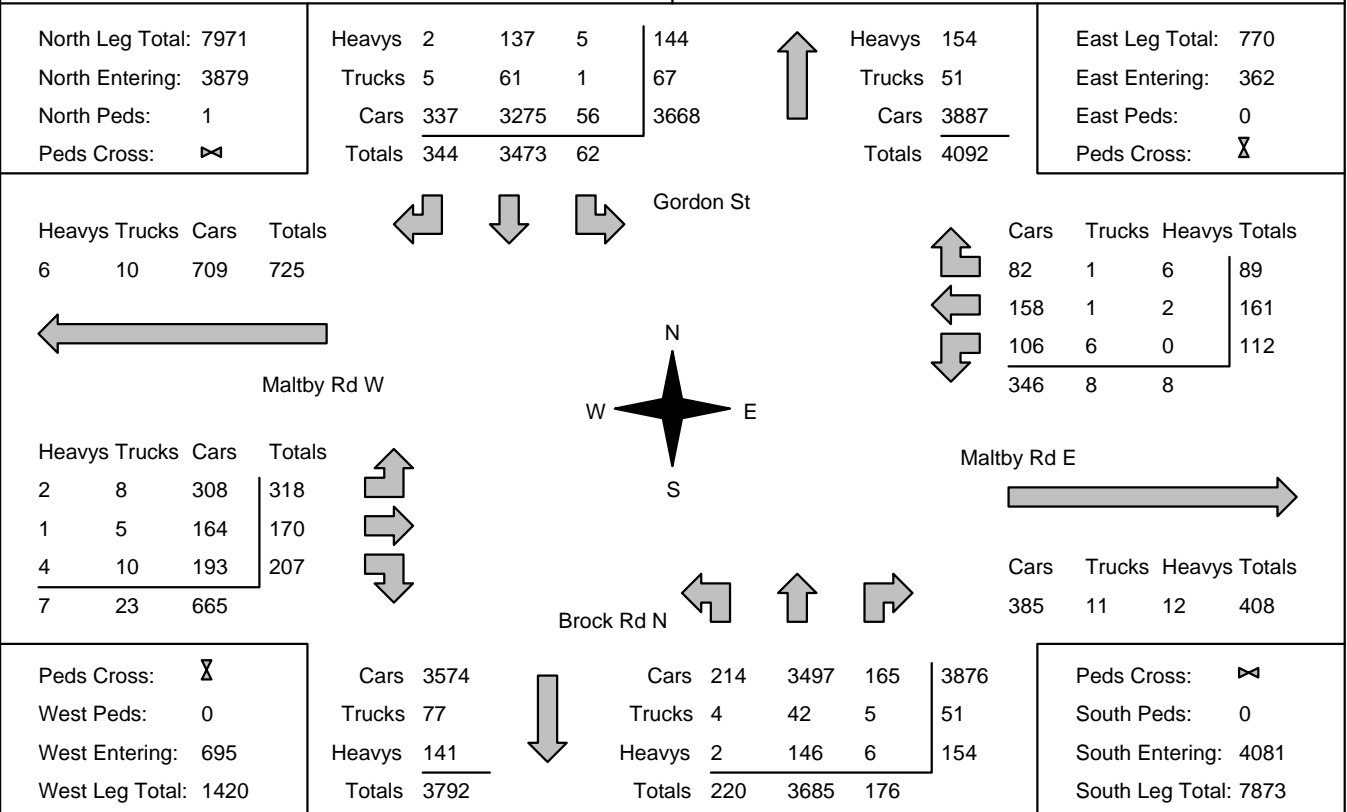 North Leg Total: 7971
North Entering: 3879
North Peds: 1
Peds Cross:
Heavys 2 137 5 144
Trucks 5 61 1 67
Cars 337 3275 56 3668
Totals 344 3473 62
Heavys 154
Trucks 51
Cars 3887
Totals 4092
East Leg Total: 770
East Entering: 362
East Peds: 0
Peds Cross:
Gordon St
Heavys Trucks Cars Totals
6 10 709 725
Cars Trucks Heavys Totals
82 1 6 89
158 1 2 161
106 6 0 112
346 8 8
Maltby Rd W
N
W E
S
Heavys Trucks Cars Totals
2 8 308 318
1 5 164 170
4 10 193 207
7 23 665
Maltby Rd E
Cars Trucks Heavys Totals
385 11 12 408
Brock Rd N
Peds Cross:
West Peds: 0
West Entering: 695
West Leg Total: 1420
Cars 3574
Trucks 77
Heavys 141
Totals 3792
Cars 214 3497 165 3876
Trucks 4 42 5 51
Heavys 2 146 6 154
Totals 220 3685 176
Peds Cross:
South Peds: 0
South Entering: 4081
South Leg Total: 7873